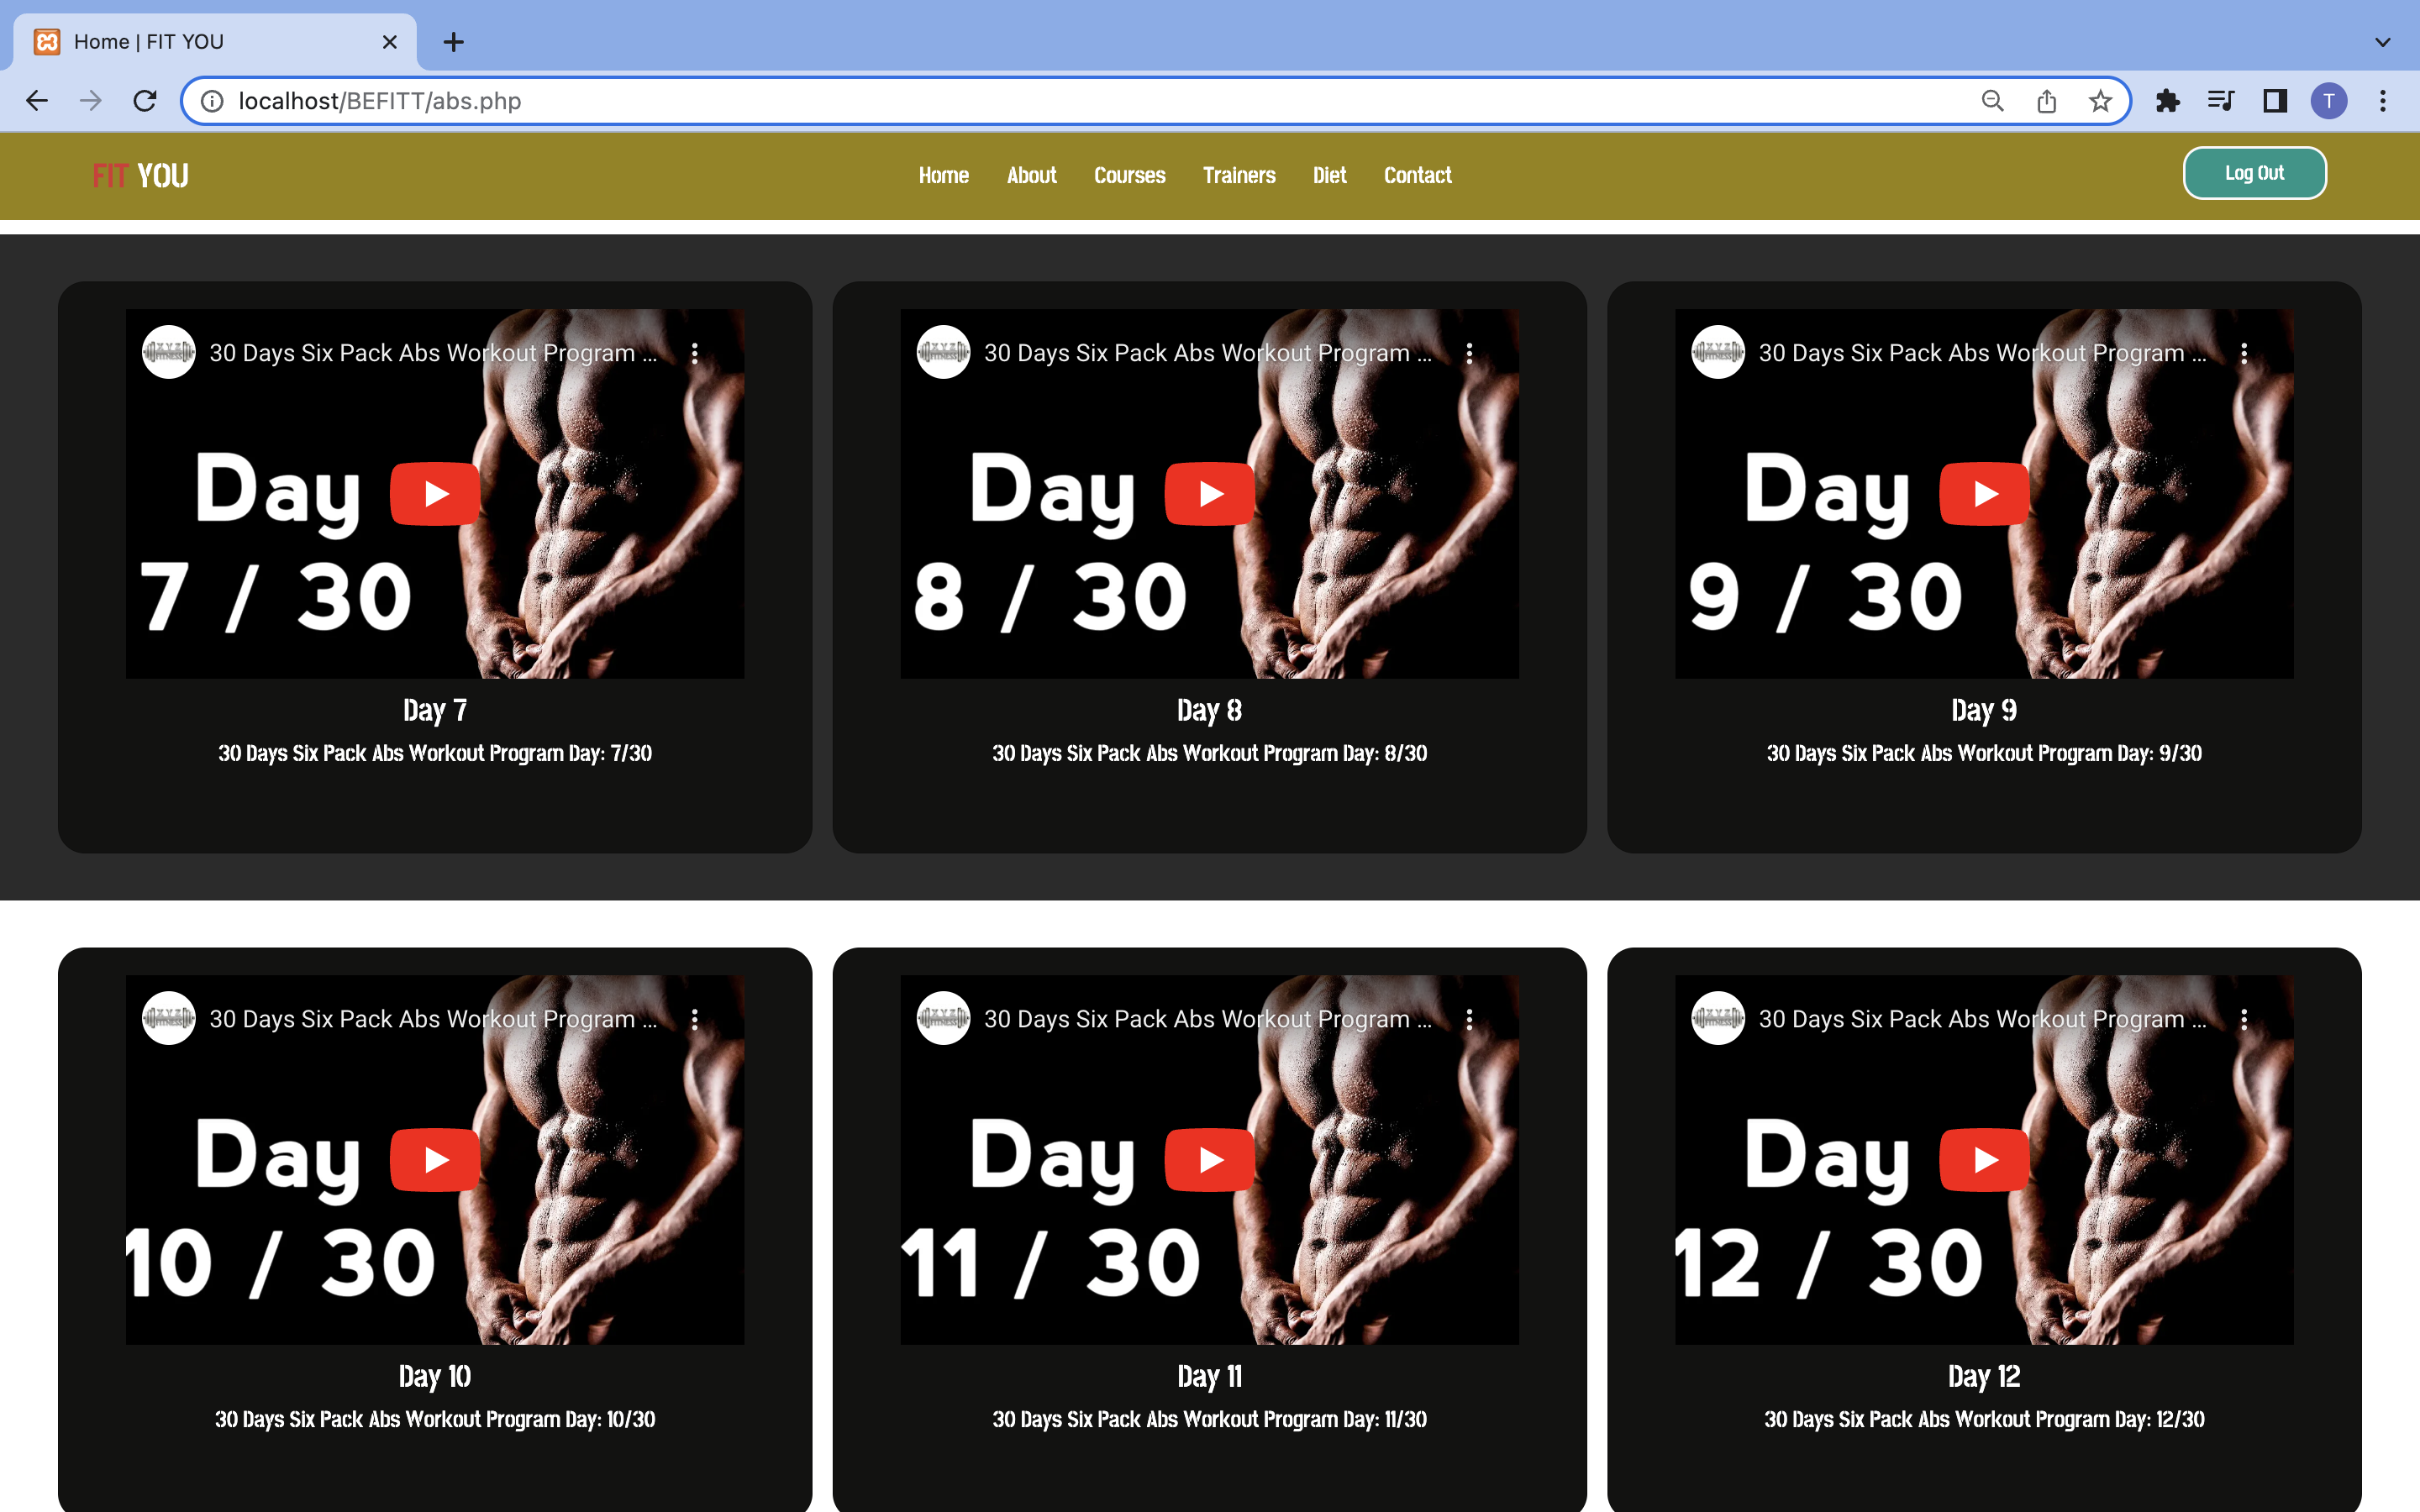 Home | FIT YOU
localhost/BEFITT/abs.php
T
FIT YOU
Home
About
Courses
Trainers
Diet
Contact
Log Out
30 Days Six Pack Abs Workout Program ...
Day
7 / 30
Day 7
30 Days Six Pack Abs Workout Program Day: 7/30
30 Days Six Pack Abs Workout Program ...
Day
8 / 30
Day 8
30 Days Six Pack Abs Workout Program Day: 8/30
30 Days Six Pack Abs Workout Program ...
Day
9 / 30
Day 9
30 Days Six Pack Abs Workout Program Day: 9/30
30 Days Six Pack Abs Workout Program ...
Day
10 / 30
Day 10
30 Days Six Pack Abs Workout Program Day: 10/30
30 Days Six Pack Abs Workout Program ...
Day
11 / 30
Day 11
30 Days Six Pack Abs Workout Program Day: 11/30
30 Days Six Pack Abs Workout Program ...
Day
12 / 30
Day 12
30 Days Six Pack Abs Workout Program Day: 12/30